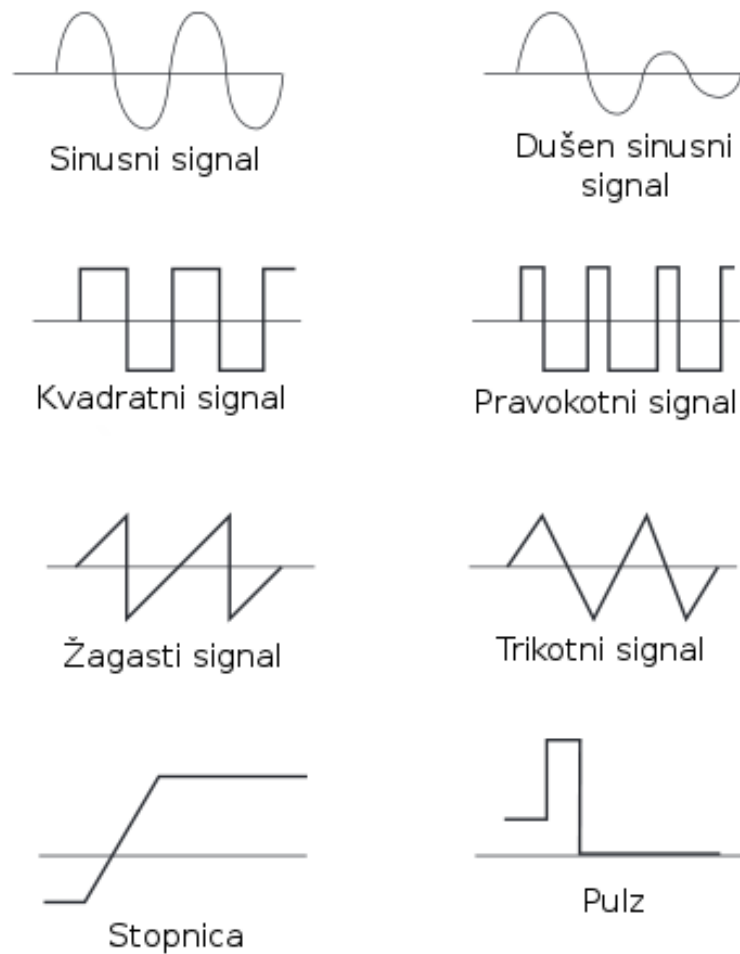 Sinusni signal
Dušen sinusni
signal
Kvadratni signal
Pravokotni signal
Žagasti signal
Trikotni signal
Stopnica
Pulz